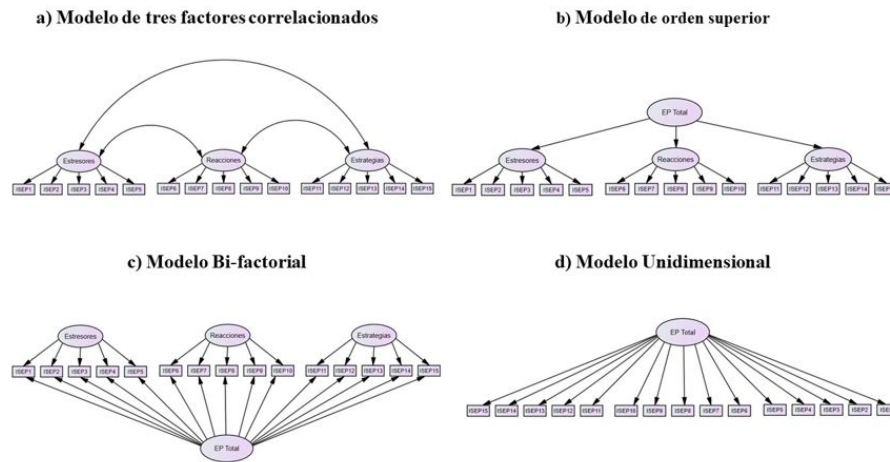 a) Modelo de tres factores correlacionados
Estresores Reacciones Estrategias
ISEP1 ISEP2 ISEP3 ISEP4 ISEP5 ISEP6 ISEP7 ISEP8 ISEP9 ISEP10 ISEP11 ISEP12 ISEP13 ISEP14 ISEP15
b) Modelo de orden superior
EP Total
Estresores Reacciones Estrategias
ISEP1 ISEP2 ISEP3 ISEP4 ISEP5 ISEP6 ISEP7 ISEP8 ISEP9 ISEP10 ISEP11 ISEP12 ISEP13 ISEP14
c) Modelo Bi-factorial
Estresores Reacciones Estrategias
ISEP1 ISEP2 ISEP3 ISEP4 ISEP5 ISEP6 ISEP7 ISEP8 ISEP9 ISEP10 ISEP11 ISEP12 ISEP13 ISEP14 ISEP15
EP Total
d) Modelo Unidimensional
EP Total
ISEP15 ISEP14 ISEP13 ISEP12 ISEP11 ISEP10 ISEP9 ISEP8 ISEP7 ISEP6 ISEP5 ISEP4 ISEP3 ISEP2